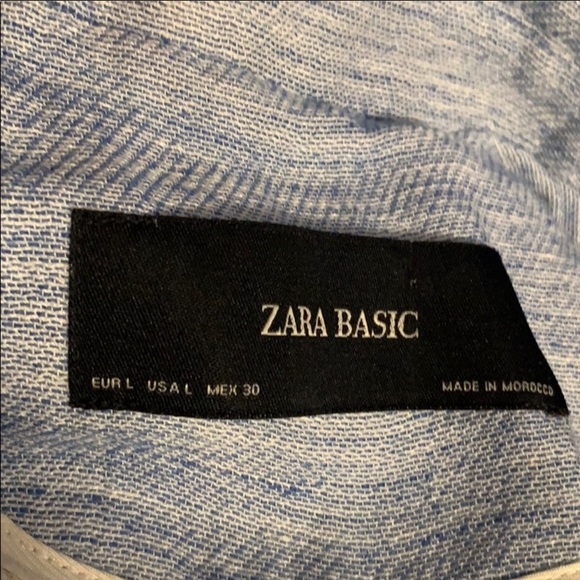 ZARA BASIC
EUR L USA L MEX 30 MADE IN MOROCCO